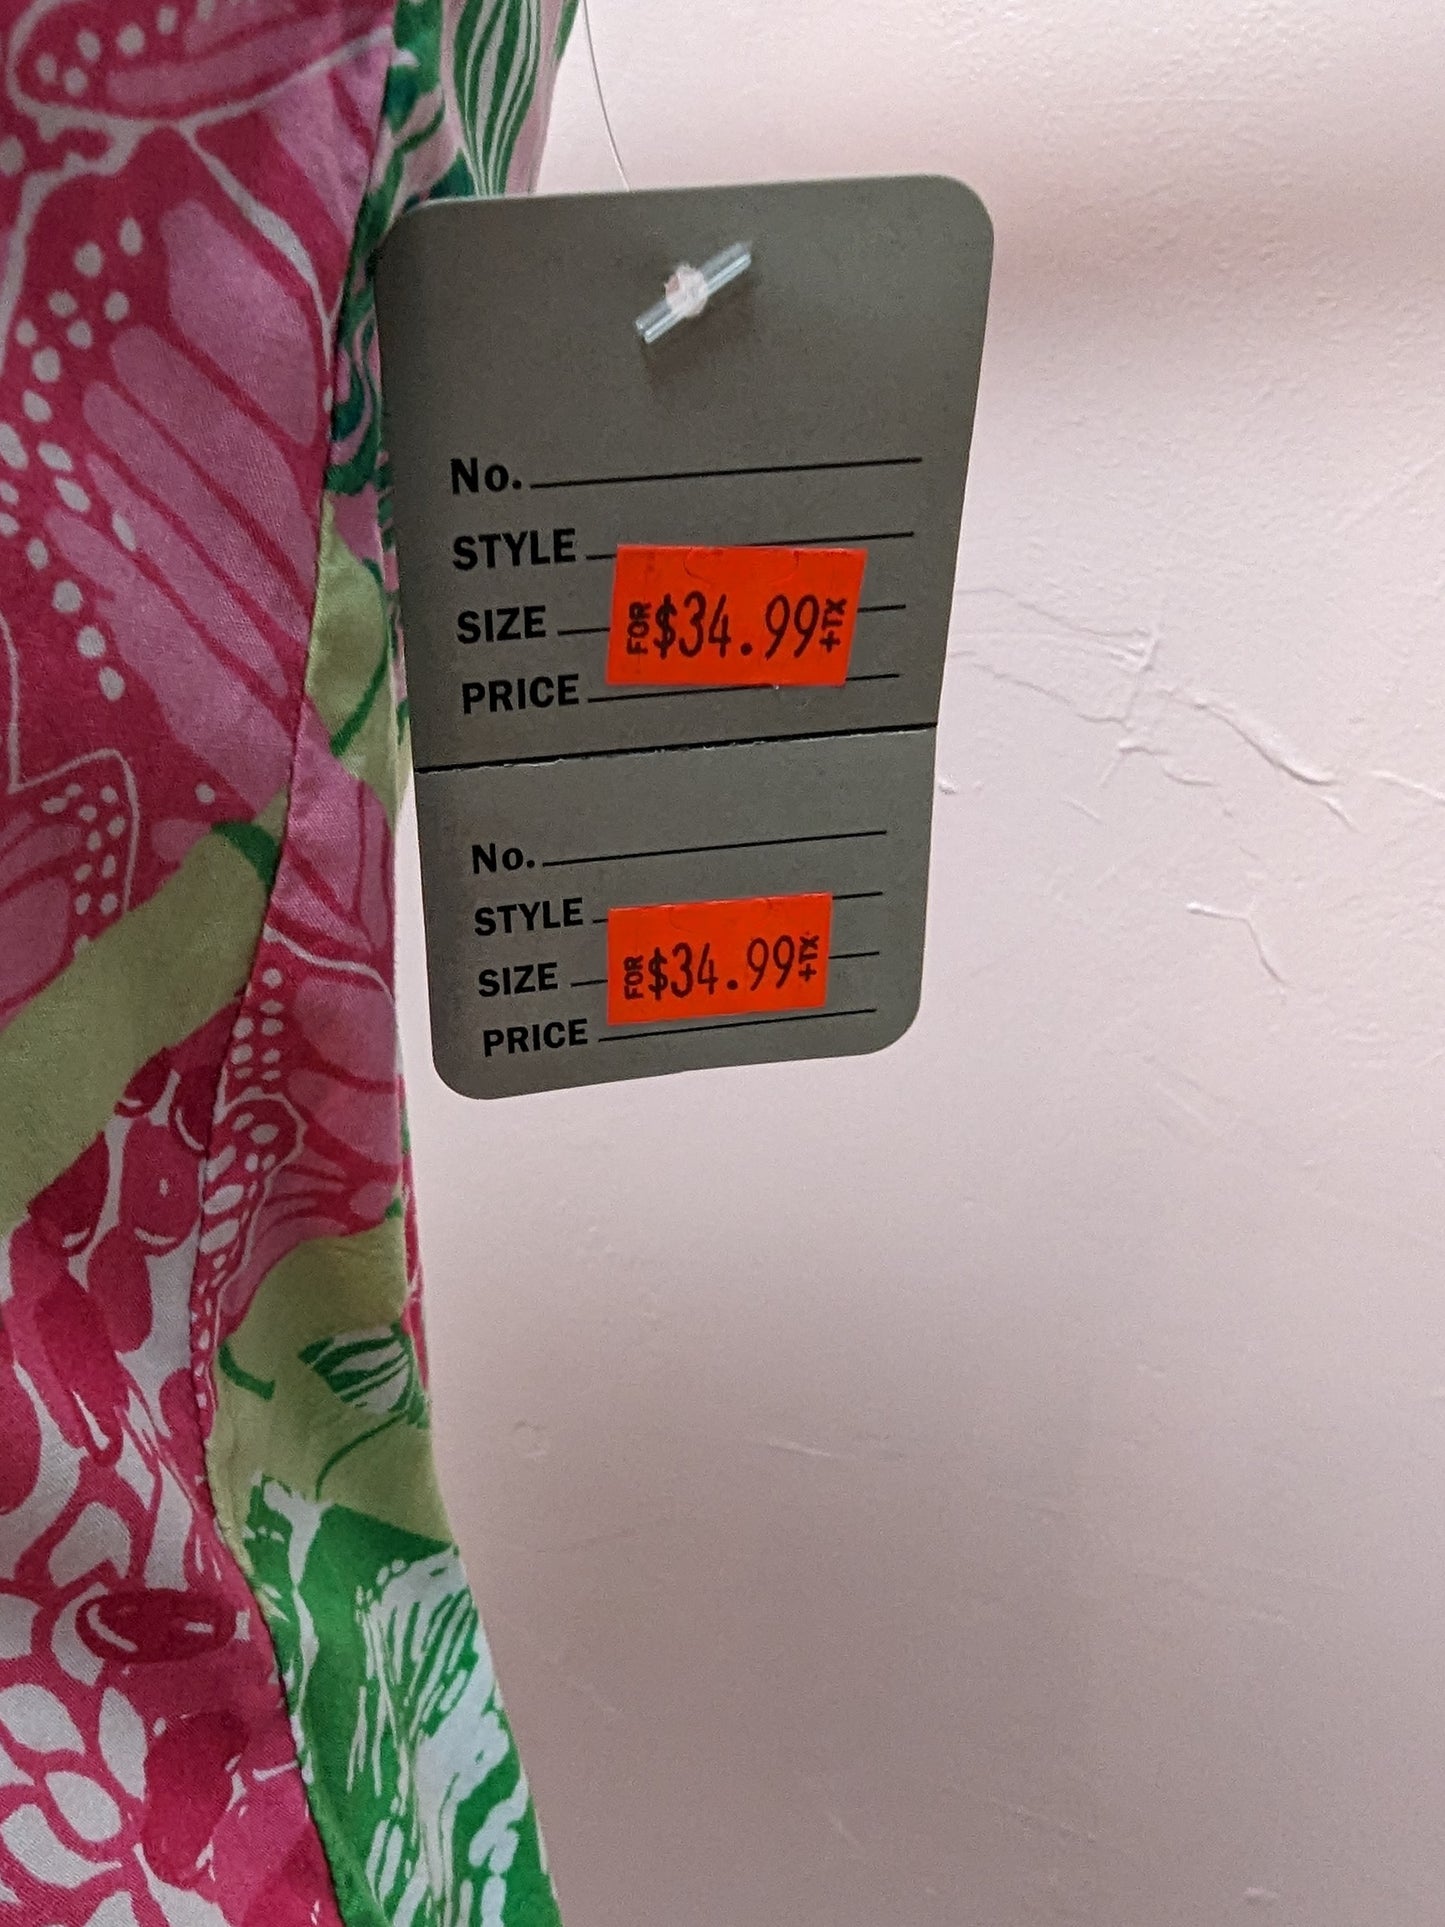 No.
STYLE
SIZE
PRICE
FOR $34.99 +TX
No.
STYLE
SIZE
PRICE
FOR $34.99 +TX